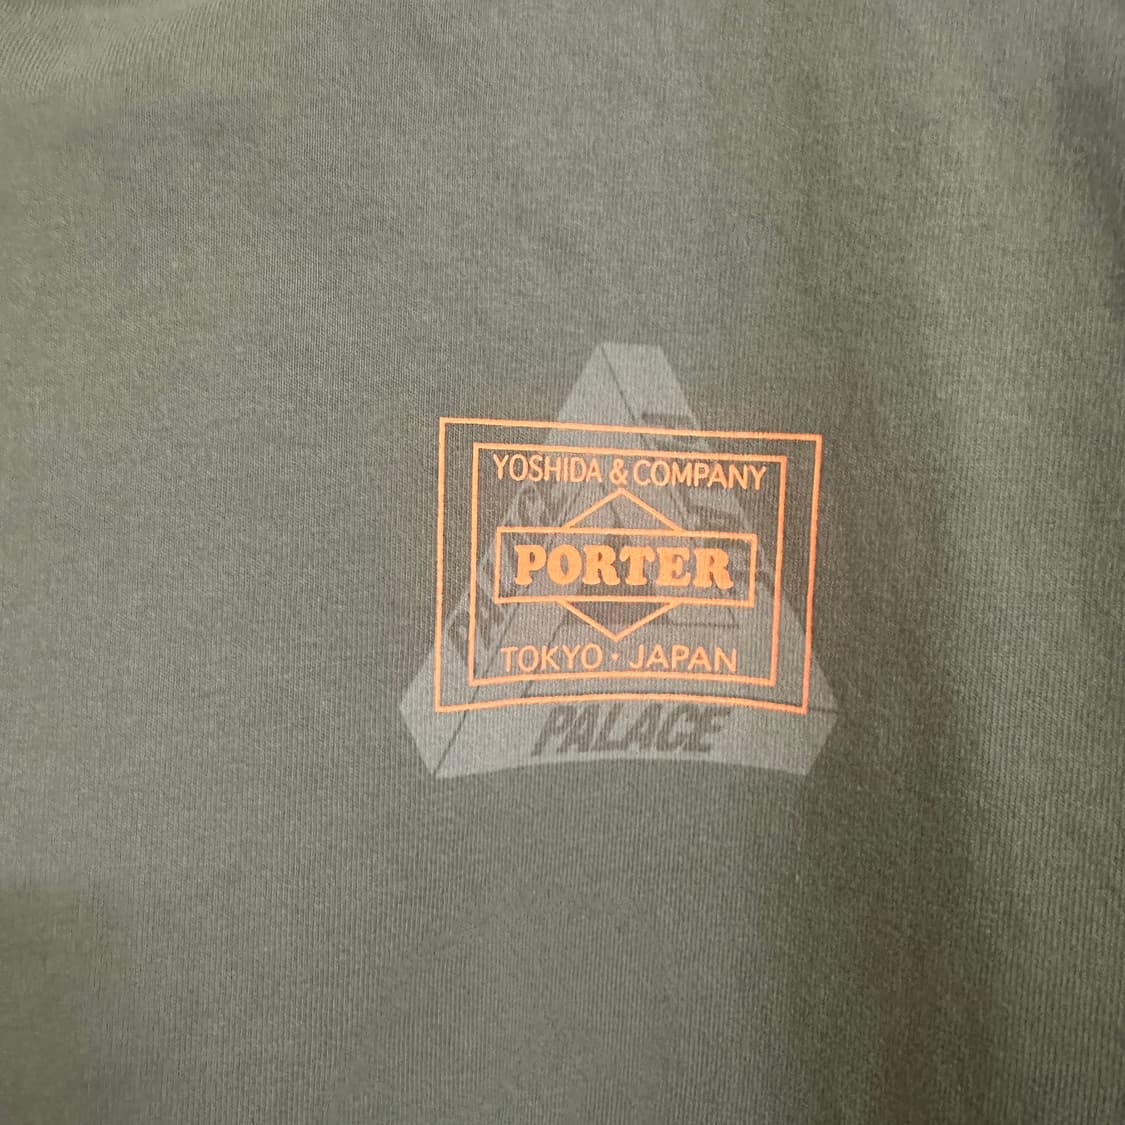 YOSHIDA & COMPANY
PORTER
TOKYO · JAPAN
PALACE